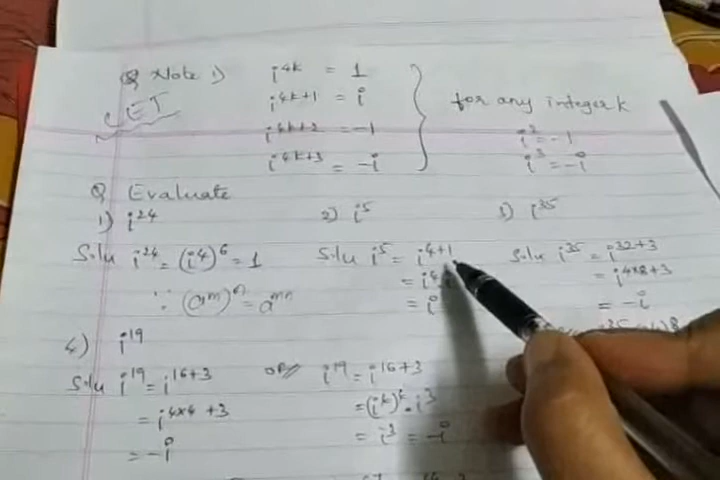 Q Note 1) i^4k = 1
CET i^4k+1 = i for any integer k
i^4k+2 = -1 i^2 = -1
i^4k+3 = -i i^3 = -i
Q Evaluate
1) i^24 2) i^5 3) i^35
Solu i^24 = (i^4)^6 = 1 Solu i^5 = i^4+1 Solu i^35 = i^32+3
= i^4 = i^4×8+3
∵ (a^m)^n = a^mn = i = -i
4) i^19
Solu i^19 = i^16+3 OR i^19 = i^16+3
= i^4×4+3 = (i^k)^k · i^3
= -i = i^3 = -i